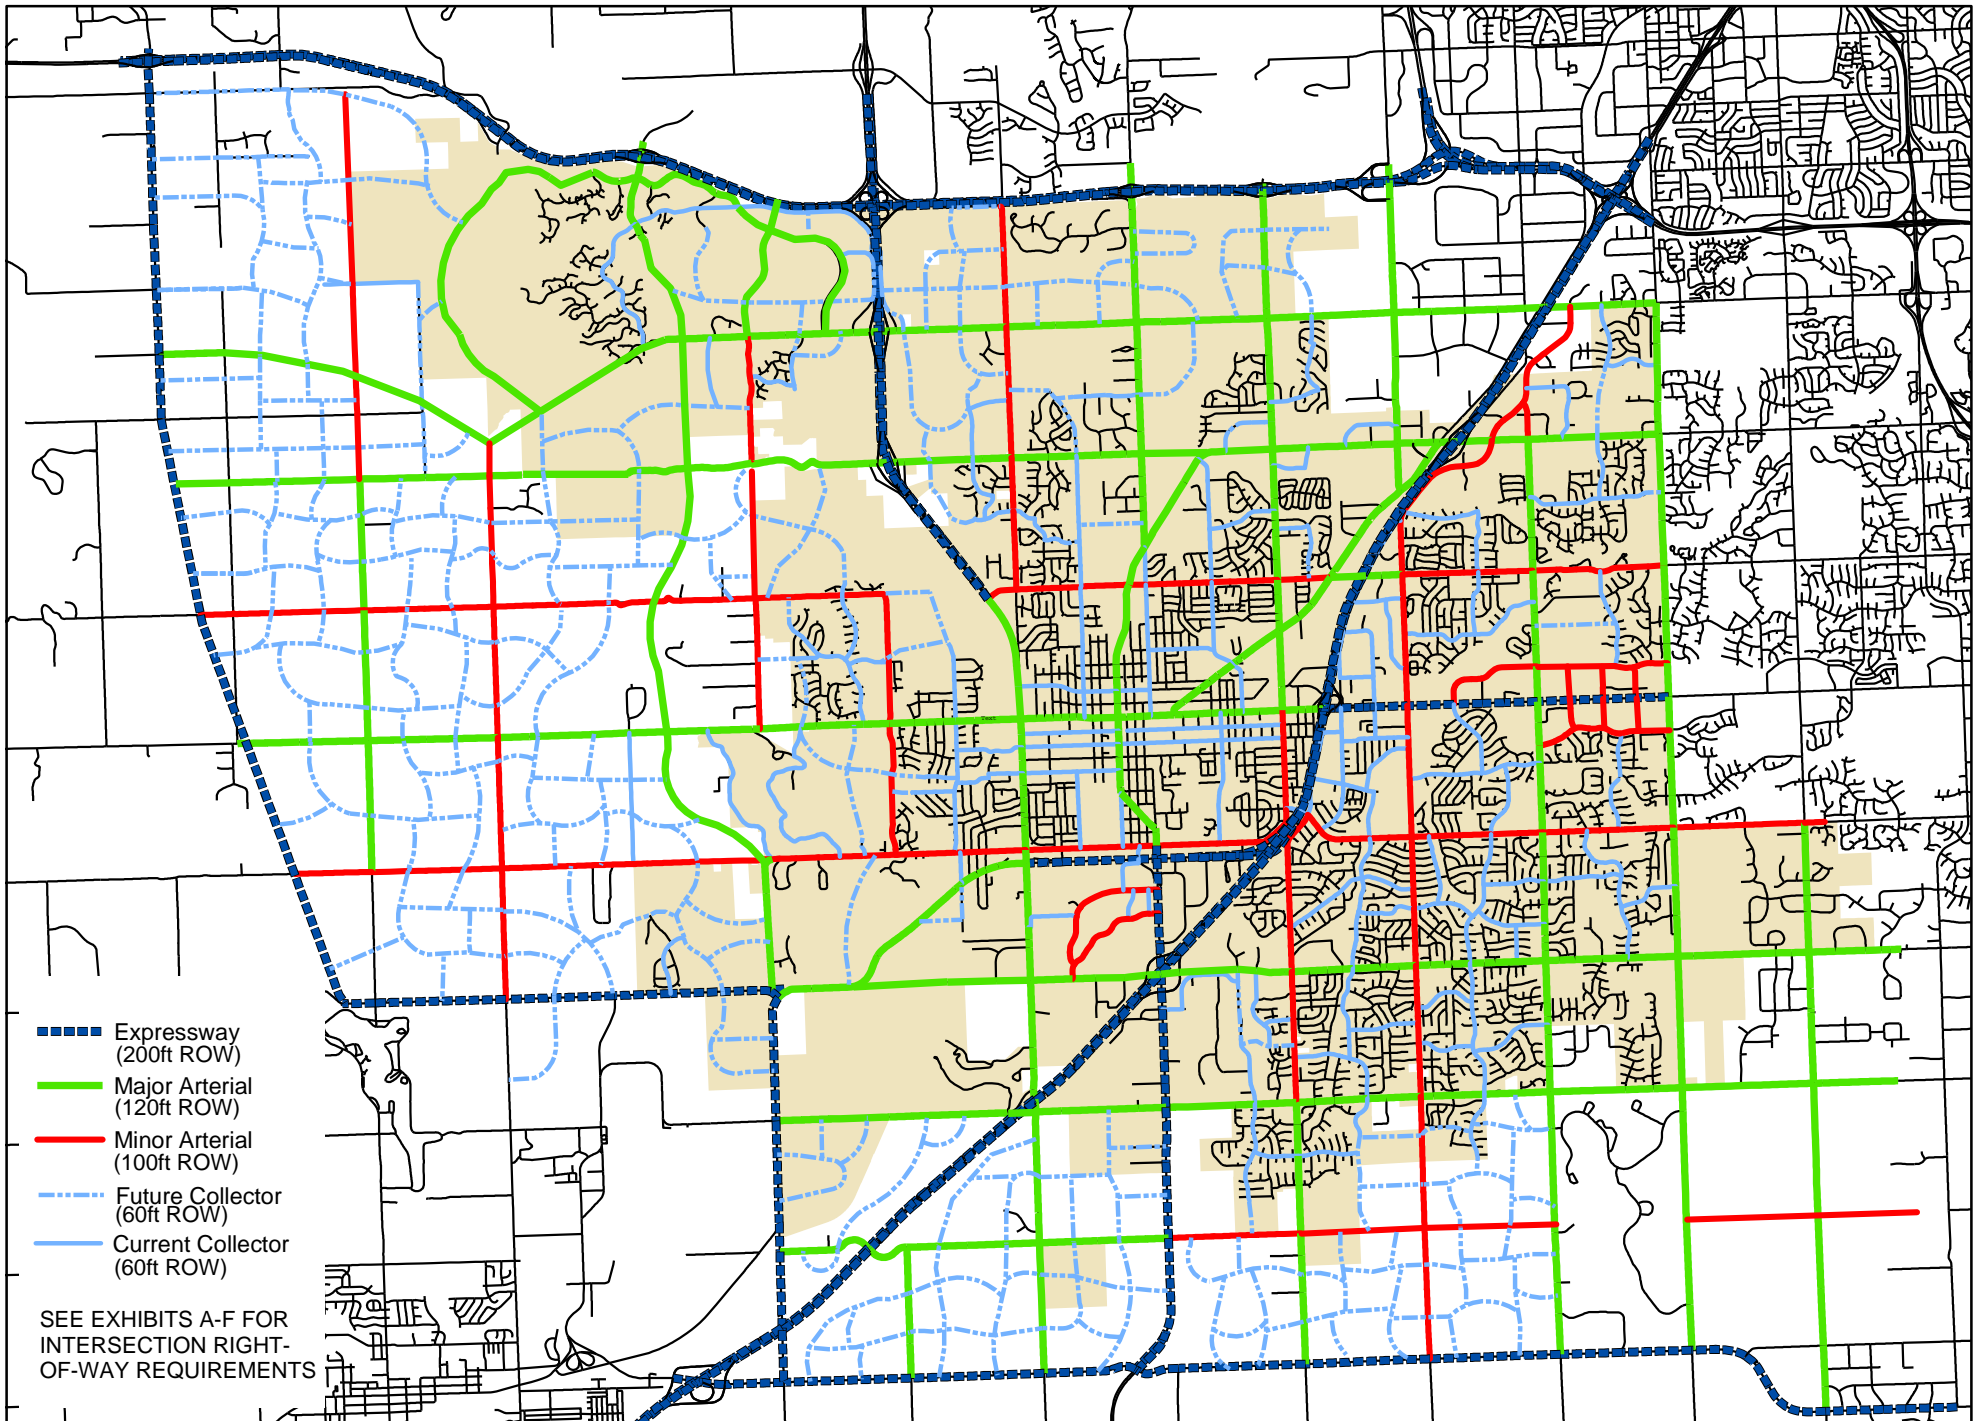 Expressway
(200ft ROW)
Major Arterial
(120ft ROW)
Minor Arterial
(100ft ROW)
Future Collector
(60ft ROW)
Current Collector
(60ft ROW)
SEE EXHIBITS A-F FOR
INTERSECTION RIGHT-
OF-WAY REQUIREMENTS